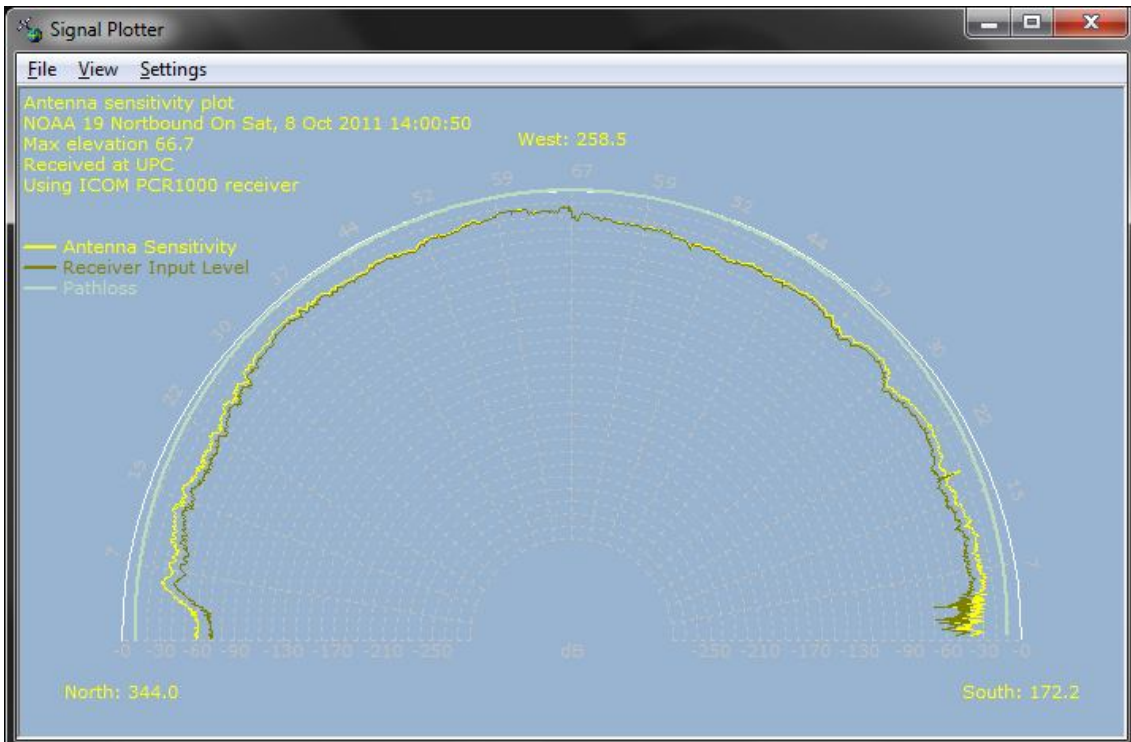 Signal Plotter
File View Settings
Antenna sensitivity plot
NOAA 19 Nortbound On Sat, 8 Oct 2011 14:00:50
Max elevation 66.7
Received at UPC
Using ICOM PCR1000 receiver
West: 258.5
Antenna Sensitivity
Receiver Input Level
Pathloss
7 15 22 30 37 44 52 59 67 59 52 44 37 30 22 15 7
-0 -30 -60 -90 -130 -170 -210 -250 dB -250 -210 -170 -130 -90 -60 -30 -0
North: 344.0
South: 172.2